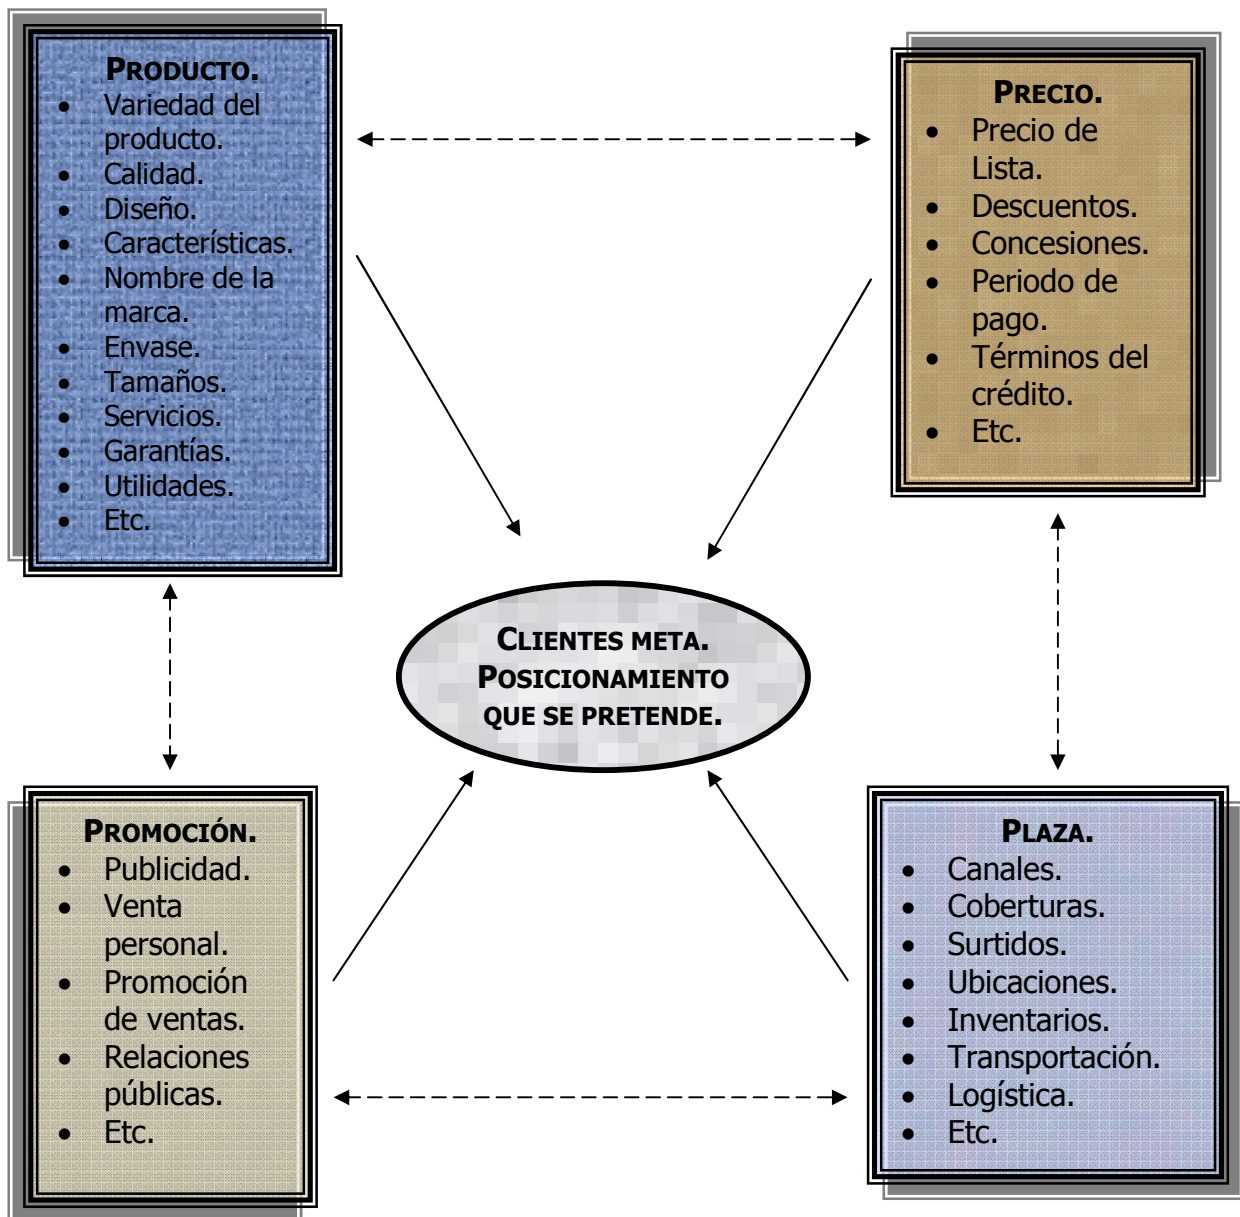 PRODUCTO.
• Variedad del
producto.
• Calidad.
• Diseño.
• Características.
• Nombre de la
marca.
• Envase.
• Tamaños.
• Servicios.
• Garantías.
• Utilidades.
• Etc.
PRECIO.
• Precio de
Lista.
• Descuentos.
• Concesiones.
• Periodo de
pago.
• Términos del
crédito.
• Etc.
CLIENTES META.
POSICIONAMIENTO
QUE SE PRETENDE.
PROMOCIÓN.
• Publicidad.
• Venta
personal.
• Promoción
de ventas.
• Relaciones
públicas.
• Etc.
PLAZA.
• Canales.
• Coberturas.
• Surtidos.
• Ubicaciones.
• Inventarios.
• Transportación.
• Logística.
• Etc.